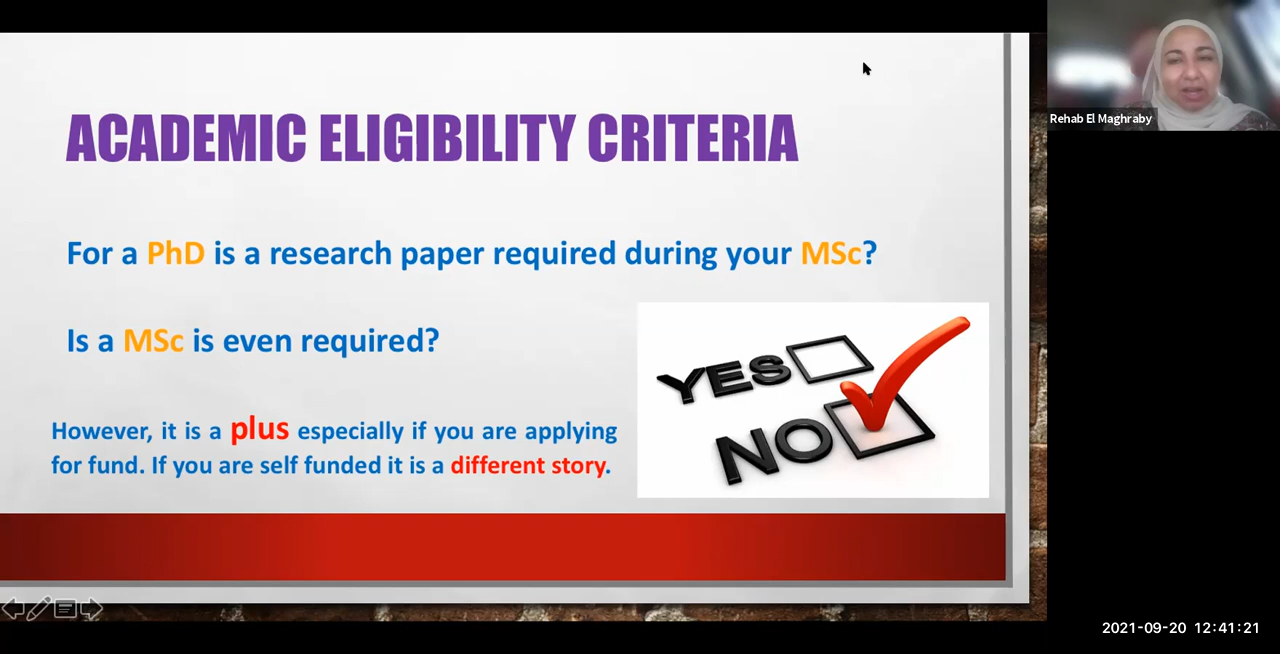 ACADEMIC ELIGIBILITY CRITERIA
For a PhD is a research paper required during your MSc?
Is a MSc is even required?
However, it is a plus especially if you are applying
for fund. If you are self funded it is a different story.
YES
NO
Rehab El Maghraby
2021-09-20 12:41:21